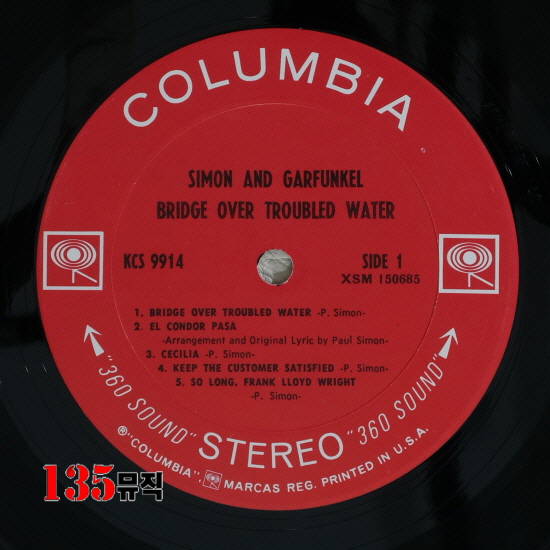 COLUMBIA
SIMON AND GARFUNKEL
BRIDGE OVER TROUBLED WATER
KCS 9914
SIDE 1
XSM 150685
1. BRIDGE OVER TROUBLED WATER -P. Simon-
2. EL CONDOR PASA
-Arrangement and Original Lyric by Paul Simon-
3. CECILIA -P. Simon-
4. KEEP THE CUSTOMER SATISFIED -P. Simon-
5. SO LONG, FRANK LLOYD WRIGHT
-P. Simon-
"360 SOUND" STEREO "360 SOUND"
®"COLUMBIA", MARCAS REG. PRINTED IN U.S.A.
135뮤직